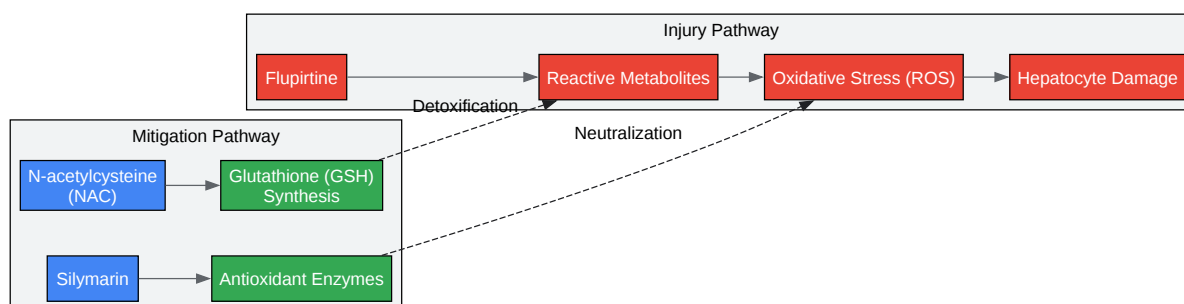 Injury Pathway
Flupirtine
Reactive Metabolites
Oxidative Stress (ROS)
Hepatocyte Damage
Detoxification
Neutralization
Mitigation Pathway
N-acetylcysteine
(NAC)
Glutathione (GSH)
Synthesis
Silymarin
Antioxidant Enzymes